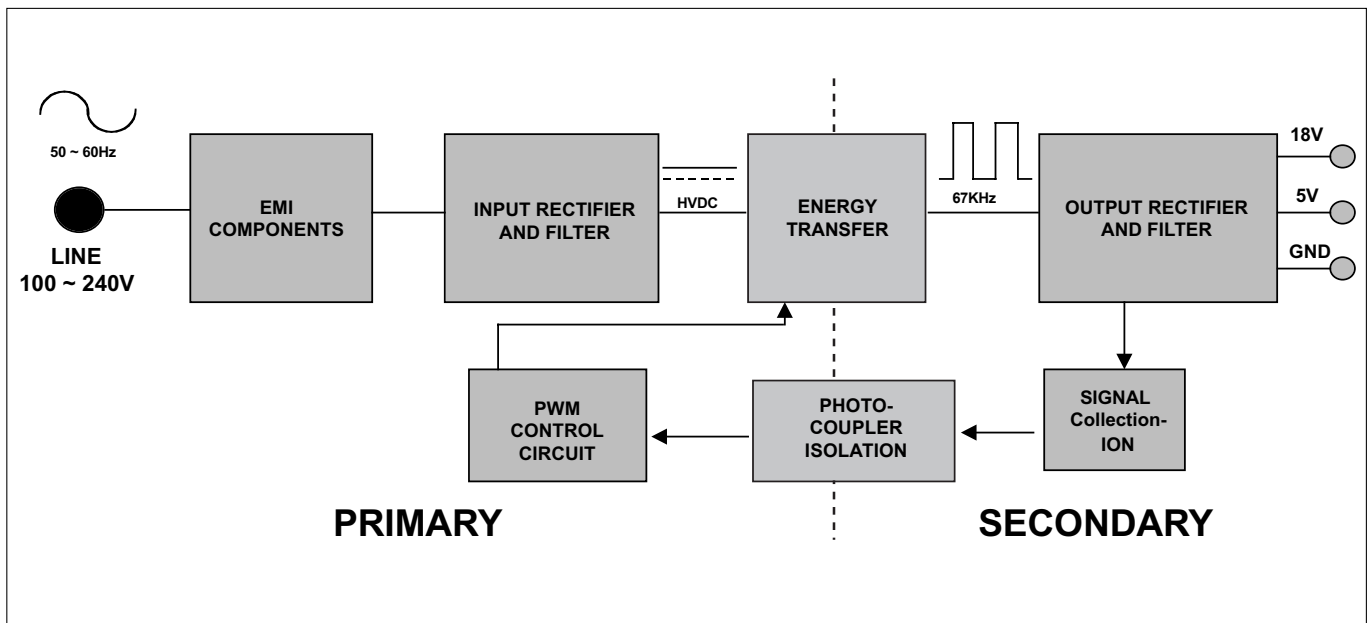 50 ~ 60Hz
LINE
100 ~ 240V
EMI
COMPONENTS
INPUT RECTIFIER
AND FILTER
HVDC
ENERGY
TRANSFER
67KHz
OUTPUT RECTIFIER
AND FILTER
18V
5V
GND
PWM
CONTROL
CIRCUIT
PHOTO-
COUPLER
ISOLATION
SIGNAL
Collection-
ION
PRIMARY
SECONDARY